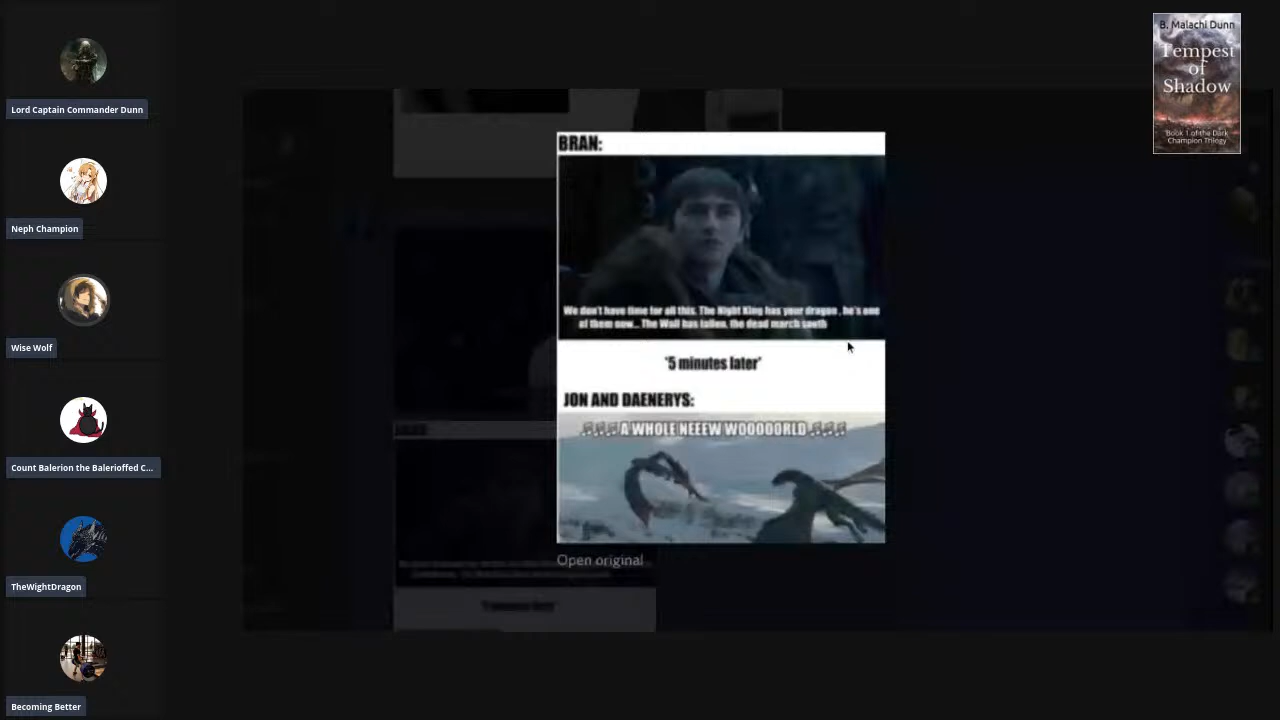 Lord Captain Commander Dunn
Neph Champion
Wise Wolf
Count Balerion the Balerioffed C...
TheWightDragon
Becoming Better
BRAN:
We don't have time for all this. The Night King has your dragon , he's one
of them now... The Wall has fallen, the dead march south
*5 minutes later*
JON AND DAENERYS:
🎵🎵🎵A WHOLE NEEEW WOOOOORLD 🎵🎵🎵
Open original
B. Malachi Dunn
Tempest
of
Shadow
Book 1 of the Dark
Champion Trilogy